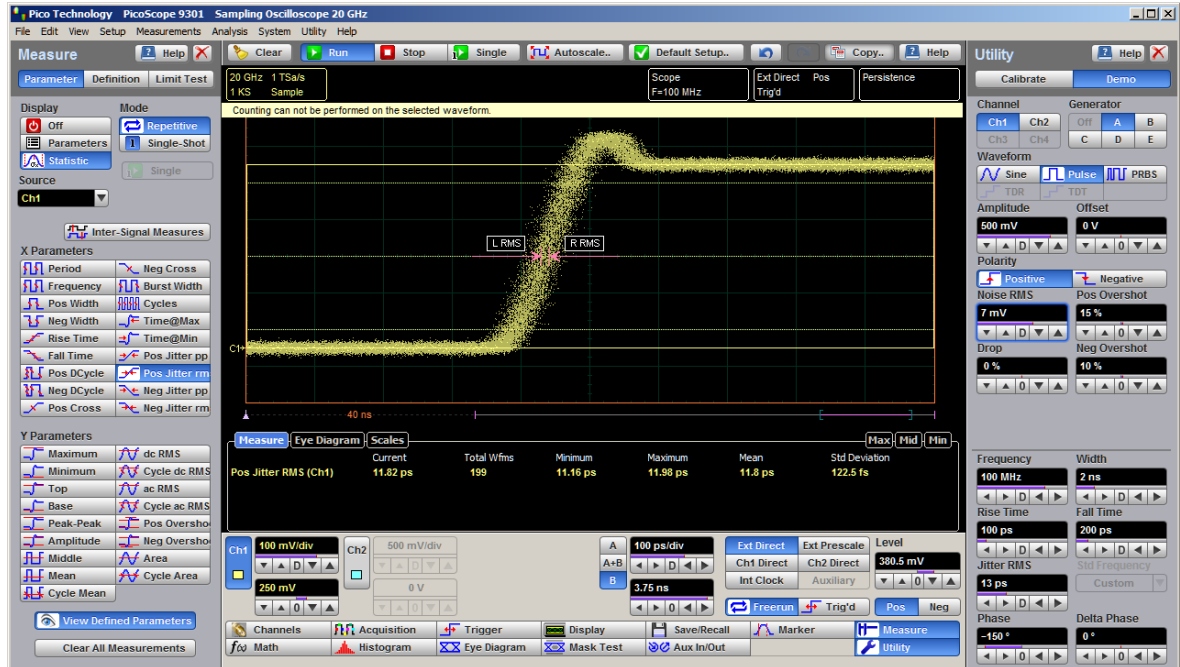 Pico Technology PicoScope 9301 Sampling Oscilloscope 20 GHz
File Edit View Setup Measurements Analysis System Utility Help
Measure Help
Clear Run Stop Single Autoscale.. Default Setup.. Copy.. Help
Utility Help
Parameter Definition Limit Test
20 GHz 1 TSa/s
1 KS Sample
Scope
F=100 MHz
Ext Direct Pos
Trig'd
Persistence
Calibrate Demo
Counting can not be performed on the selected waveform.
Display Mode
Off Repetitive
Parameters 1 Single-Shot
Statistic
Single
Source
Ch1
Inter-Signal Measures
X Parameters
Period Neg Cross
Frequency Burst Width
Pos Width Cycles
Neg Width Time@Max
Rise Time Time@Min
Fall Time Pos Jitter pp
Pos DCycle Pos Jitter rm
Neg DCycle Neg Jitter pp
Pos Cross Neg Jitter rm
Y Parameters
Maximum dc RMS
Minimum Cycle dc RMS
Top ac RMS
Base Cycle ac RMS
Peak-Peak Pos Oversho
Amplitude Neg Oversho
Middle Area
Mean Cycle Area
Cycle Mean
View Defined Parameters
Clear All Measurements
L RMS R RMS
C1
40 ns
Measure Eye Diagram Scales Max Mid Min
Current Total Wfms Minimum Maximum Mean Std Deviation
Pos Jitter RMS (Ch1) 11.82 ps 199 11.16 ps 11.98 ps 11.8 ps 122.5 fs
Ch1 100 mV/div Ch2 500 mV/div A 100 ps/div Ext Direct Ext Prescale Level
D D A+B D Ch1 Direct Ch2 Direct 380.5 mV
250 mV 0 V B 3.75 ns Int Clock Auxiliary 0
0 0 0 Freerun Trig'd Pos Neg
Channels Acquisition Trigger Display Save/Recall Marker Measure
f(x) Math Histogram Eye Diagram Mask Test Aux In/Out Utility
Channel Generator
Ch1 Ch2 Off A B
Ch3 Ch4 C D E
Waveform
Sine Pulse PRBS
TDR TDT
Amplitude Offset
500 mV 0 V
D 0
Polarity
Positive Negative
Noise RMS Pos Overshot
7 mV 15 %
D 0
Drop Neg Overshot
0 % 10 %
0 0
Frequency Width
100 MHz 2 ns
D D
Rise Time Fall Time
100 ps 200 ps
D D
Jitter RMS Std Frequency
13 ps Custom
D
Phase Delta Phase
-150 ° 0 °
0 0